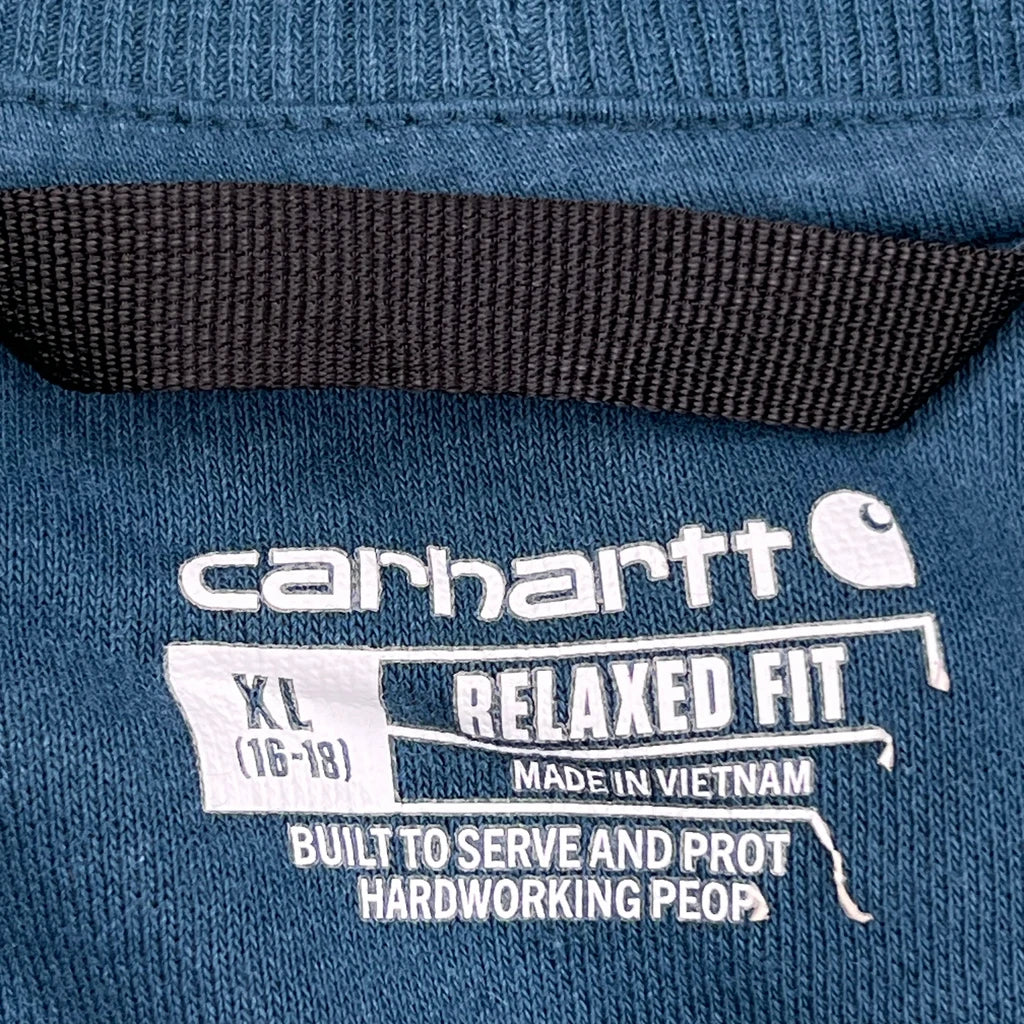 carhartt
XL
(16-18)
RELAXED FIT
MADE IN VIETNAM
BUILT TO SERVE AND PROT
HARDWORKING PEOP